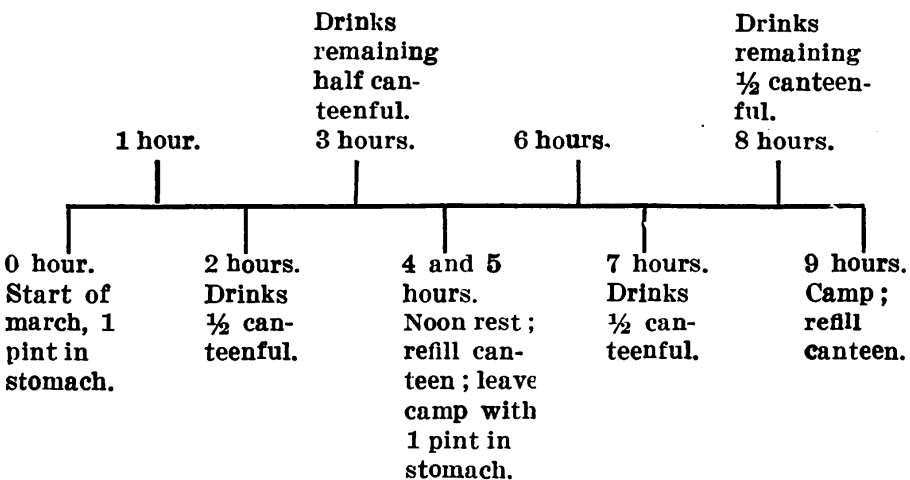 Drinks
remaining
half can-
teenful.
3 hours.
Drinks
remaining
½ canteen-
ful.
8 hours.
1 hour.
6 hours.
0 hour.
Start of
march, 1
pint in
stomach.
2 hours.
Drinks
½ can-
teenful.
4 and 5
hours.
Noon rest;
refill can-
teen; leave
camp with
1 pint in
stomach.
7 hours.
Drinks
½ can-
teenful.
9 hours.
Camp;
refill
canteen.